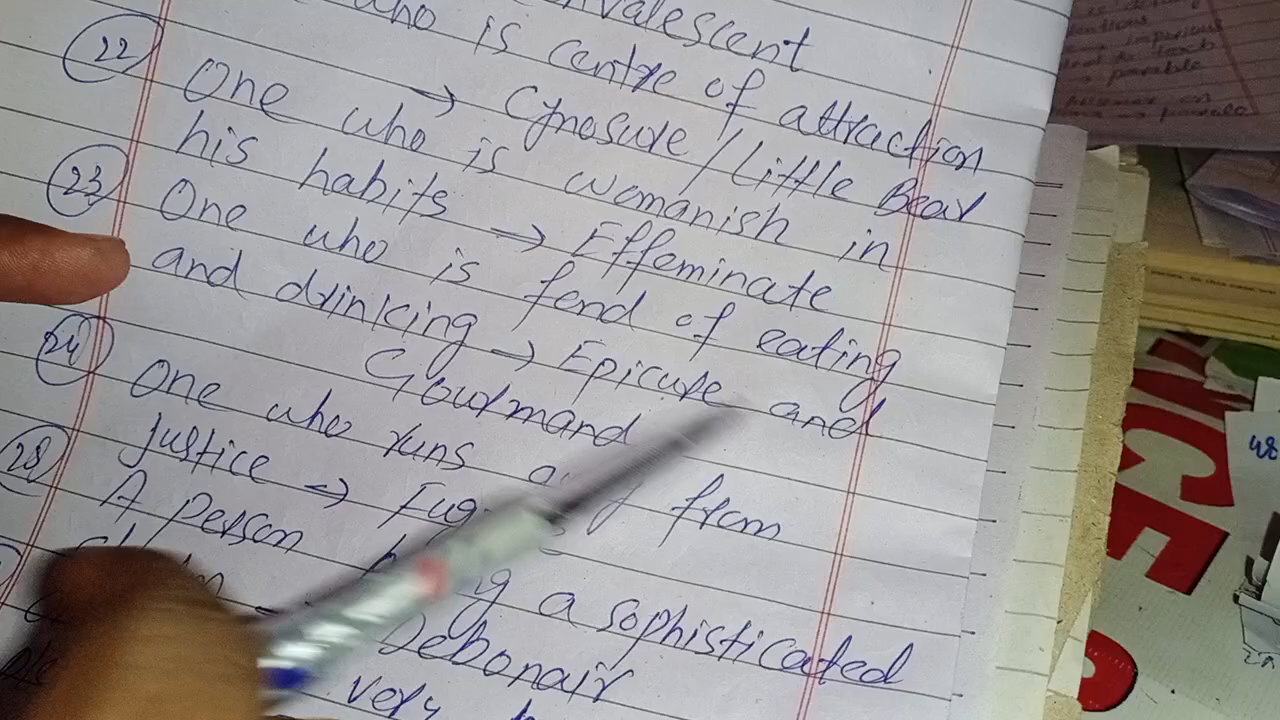 who is centre of attraction
→ Cynosure / Little Bear
22 One who is womanish in
his habits → Effeminate
23 One who is fond of eating
and drinking → Epicure and
Gourmand
24 One who runs from
justice →
A person a sophisticated
Debonair
very
48